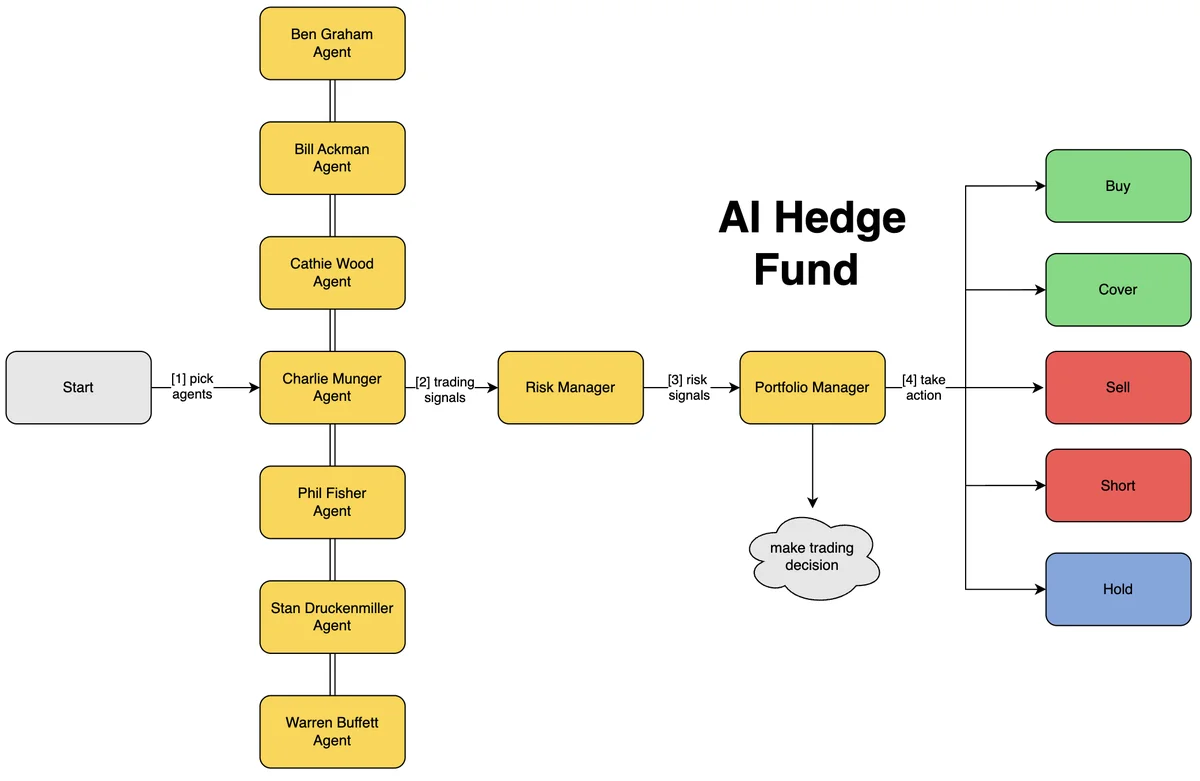 Ben Graham
Agent
Bill Ackman
Agent
Cathie Wood
Agent
Charlie Munger
Agent
Phil Fisher
Agent
Stan Druckenmiller
Agent
Warren Buffett
Agent
Start
[1] pick
agents
[2] trading
signals
Risk Manager
[3] risk
signals
AI Hedge
Fund
Portfolio Manager
make trading
decision
[4] take
action
Buy
Cover
Sell
Short
Hold